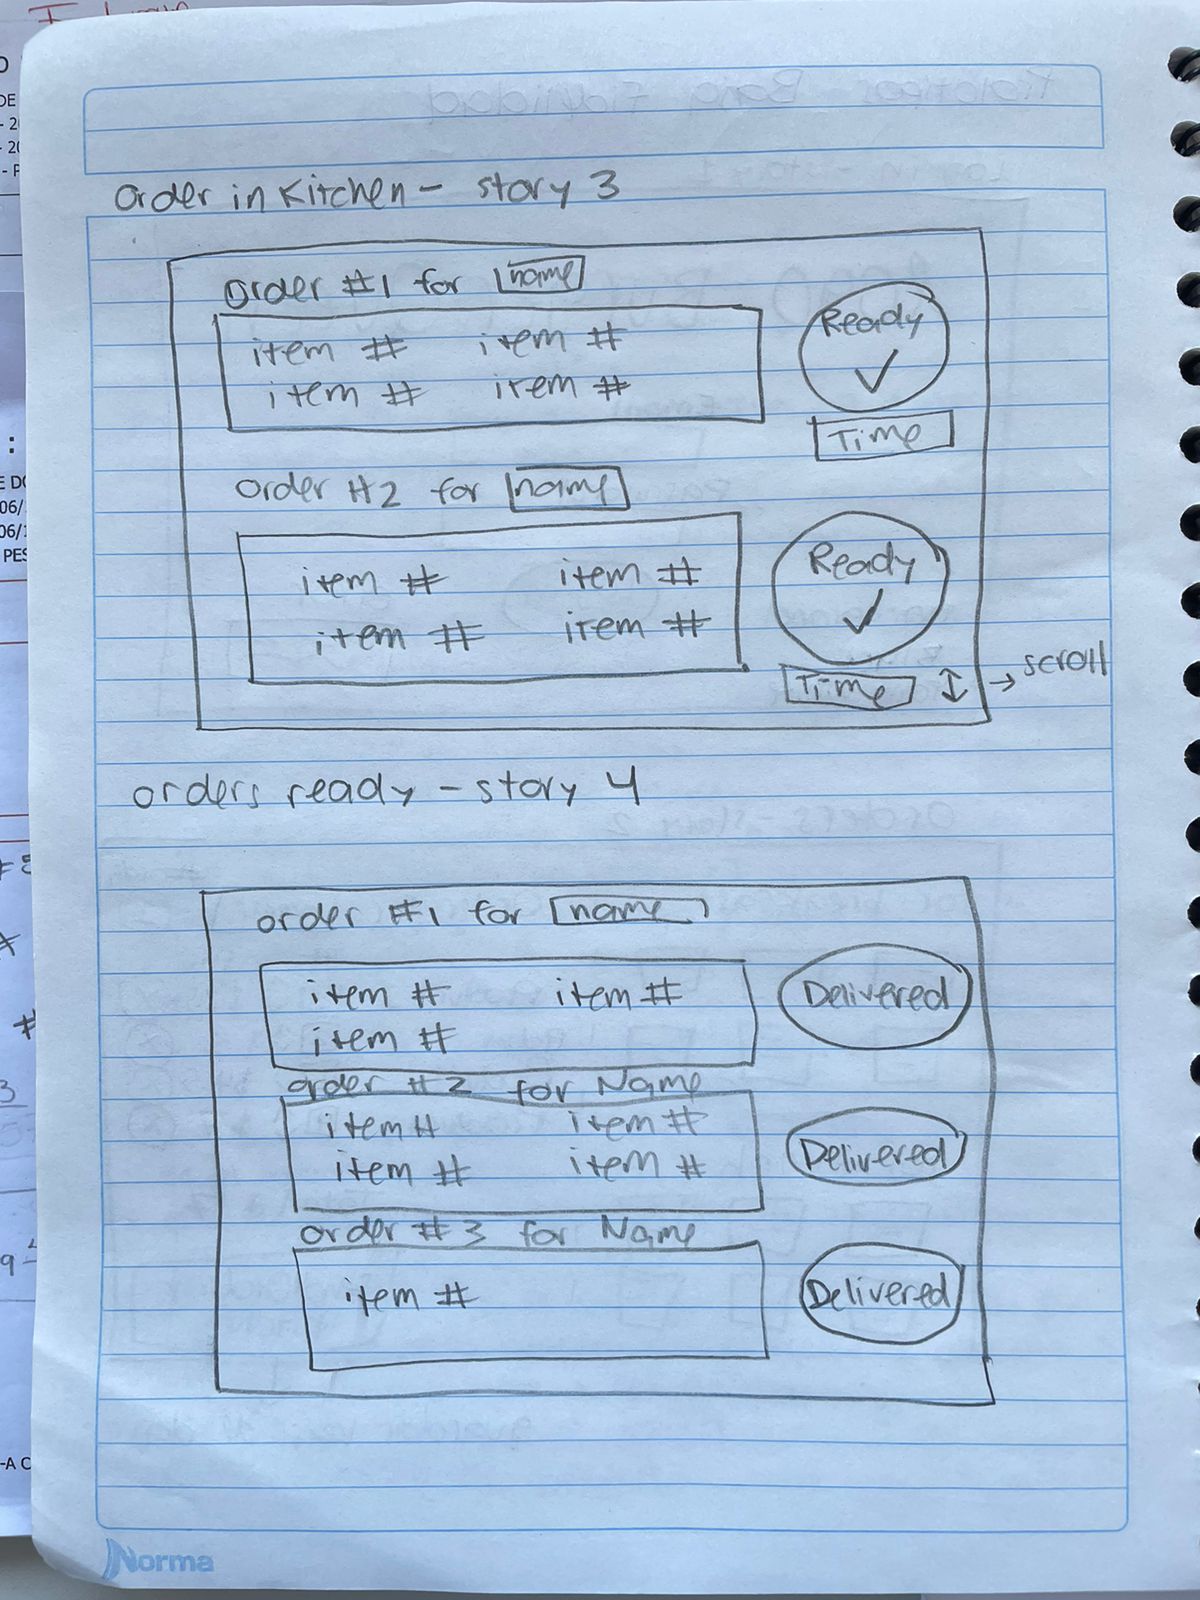 order in Kitchen - story 3
order #1 for name
item # item #
item # item #
Ready
✓
Time
order #2 for name
item # item #
item # item #
Ready
✓
Time ↕ → scroll
orders ready - story 4
order #1 for name
item # item #
item #
Delivered
order #2 for Name
item # item #
item # item #
Delivered
order #3 for Name
item #
Delivered
Norma